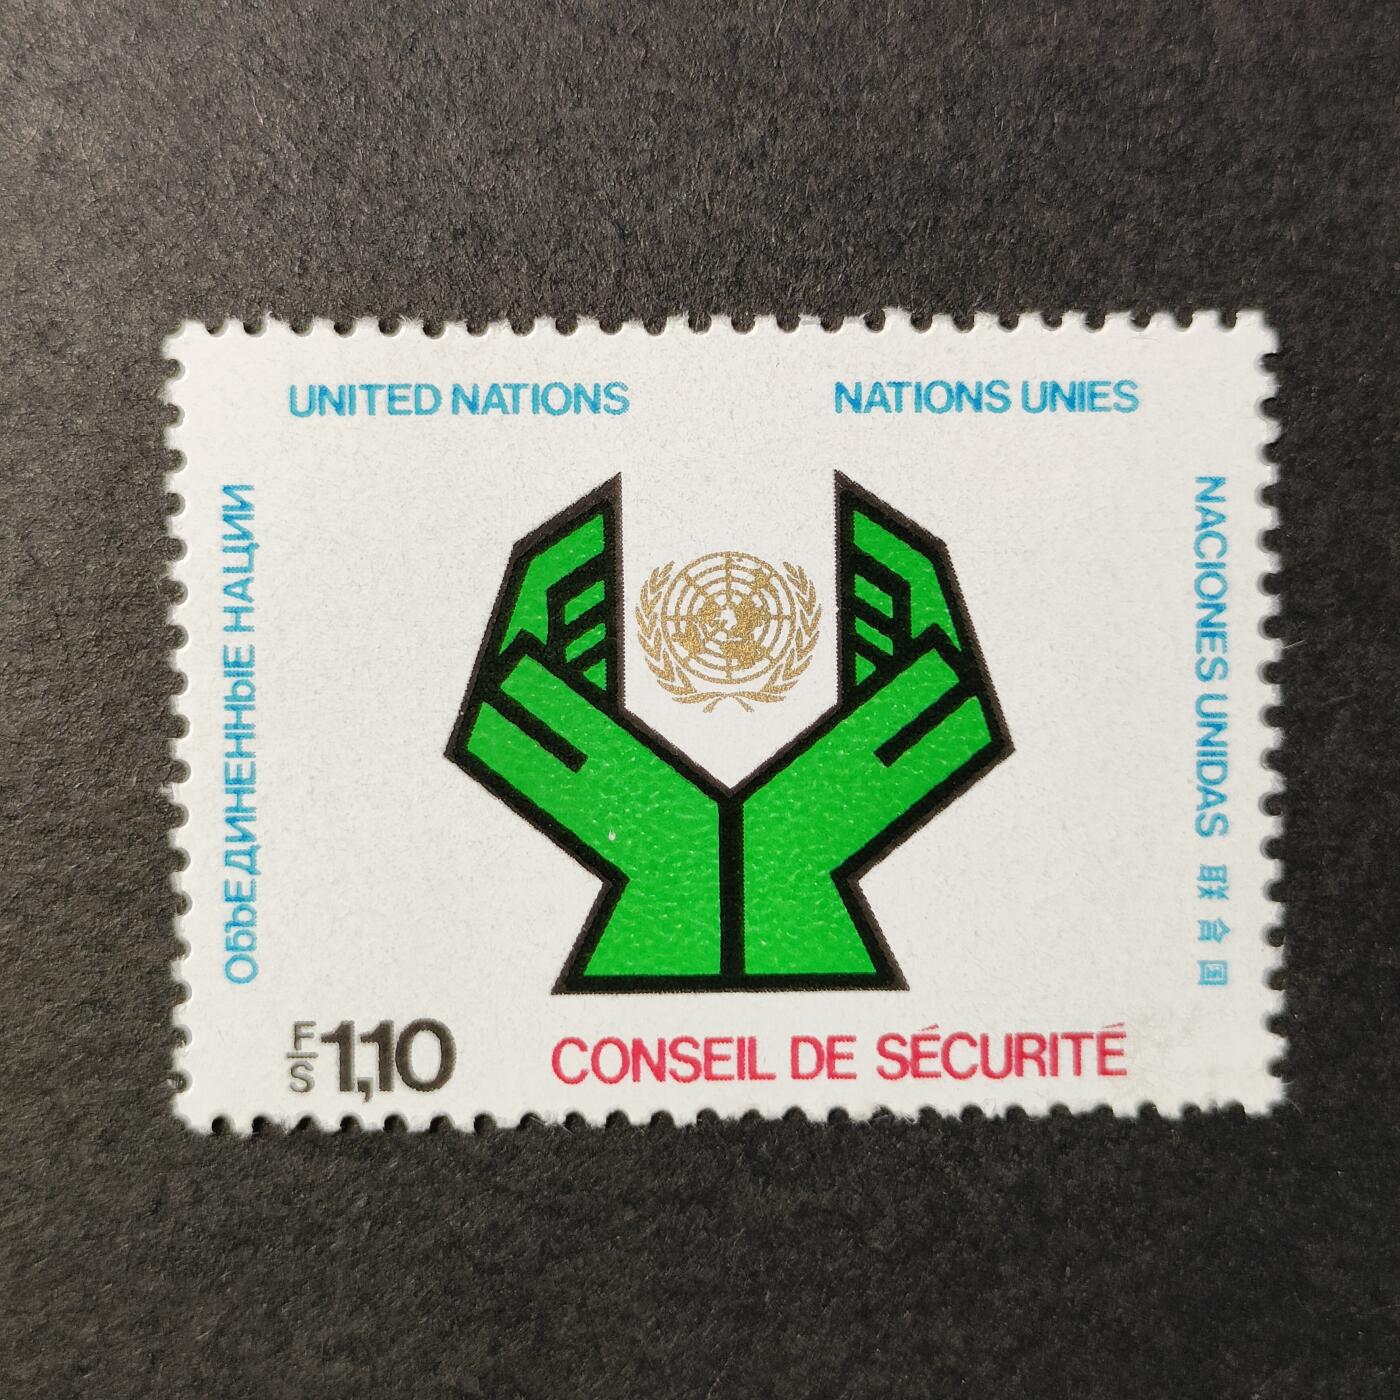 UNITED NATIONS
NATIONS UNIES
ОБЪЕДИНЕННЫЕ НАЦИИ
NACIONES UNIDAS 联合国
F/S 1,10
CONSEIL DE SÉCURITÉ